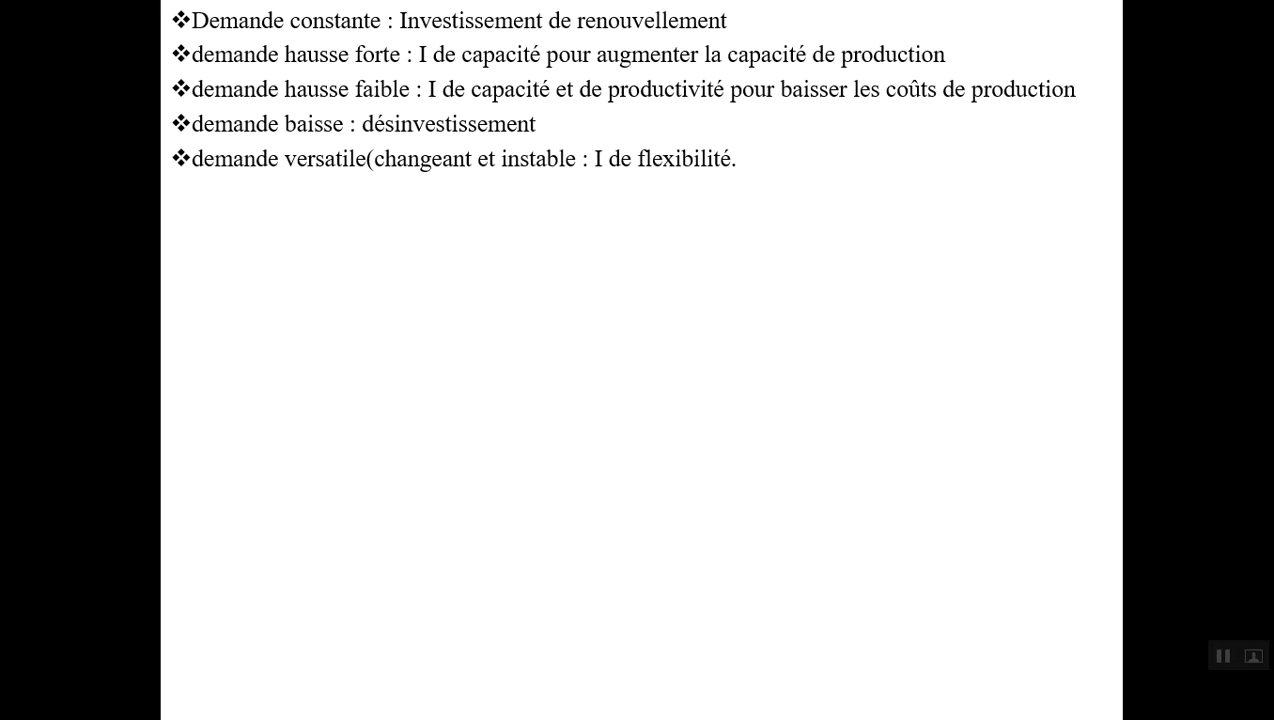 ❖Demande constante : Investissement de renouvellement
❖demande hausse forte : I de capacité pour augmenter la capacité de production
❖demande hausse faible : I de capacité et de productivité pour baisser les coûts de production
❖demande baisse : désinvestissement
❖demande versatile(changeant et instable : I de flexibilité.